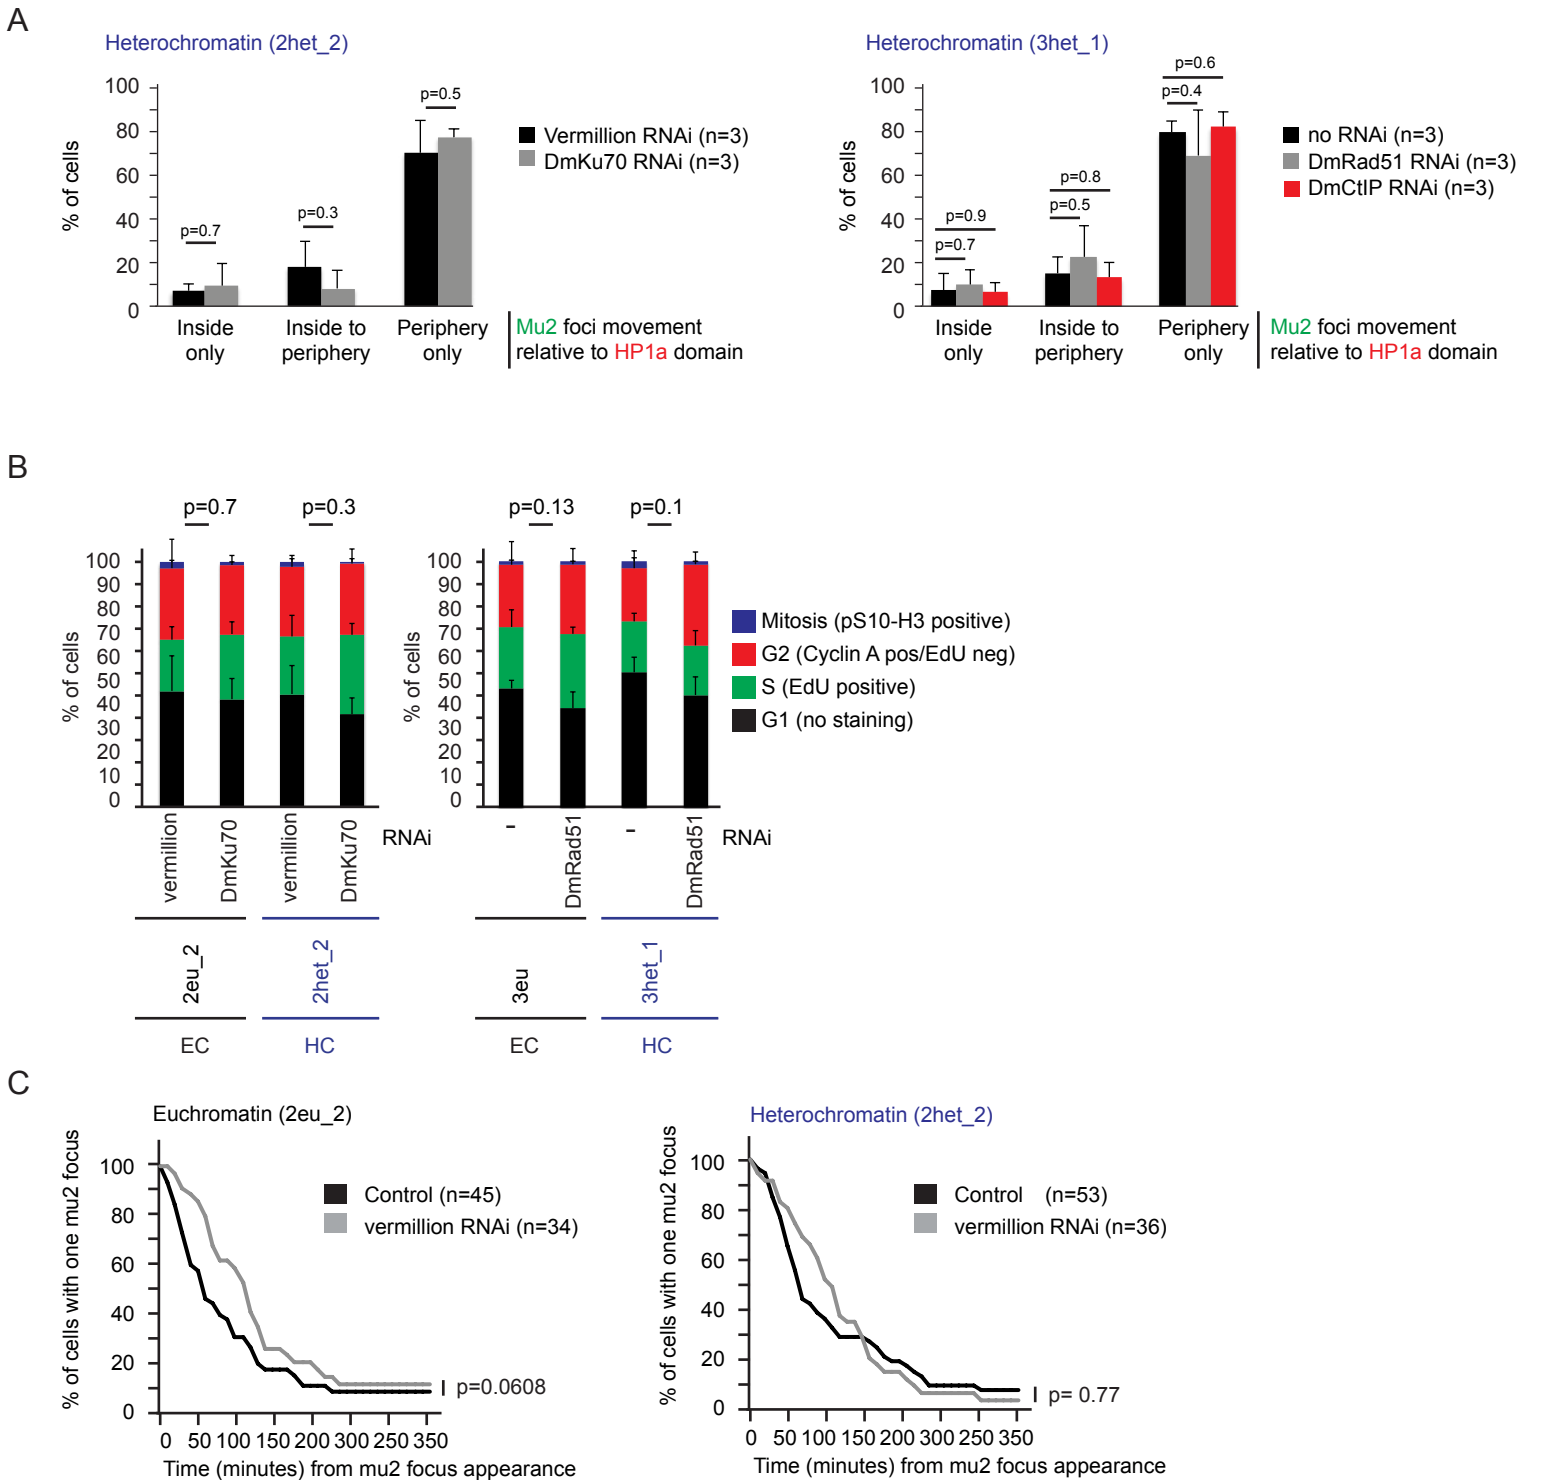 A
Heterochromatin (2het_2)
% of cells
100
80
60
40
20
0
p=0.7
p=0.3
p=0.5
Vermillion RNAi (n=3)
DmKu70 RNAi (n=3)
Inside only
Inside to periphery
Periphery only
Mu2 foci movement
relative to HP1a domain
Heterochromatin (3het_1)
% of cells
100
80
60
40
20
0
p=0.9
p=0.7
p=0.8
p=0.5
p=0.6
p=0.4
no RNAi (n=3)
DmRad51 RNAi (n=3)
DmCtIP RNAi (n=3)
Inside only
Inside to periphery
Periphery only
Mu2 foci movement
relative to HP1a domain
B
p=0.7
p=0.3
% of cells
100
90
80
70
60
50
40
30
20
10
0
vermillion
DmKu70
vermillion
DmKu70
RNAi
2eu_2
2het_2
EC
HC
p=0.13
p=0.1
% of cells
100
90
80
70
60
50
40
30
20
10
0
-
DmRad51
-
DmRad51
RNAi
3eu
3het_1
EC
HC
Mitosis (pS10-H3 positive)
G2 (Cyclin A pos/EdU neg)
S (EdU positive)
G1 (no staining)
C
Euchromatin (2eu_2)
% of cells with one mu2 focus
100
80
60
40
20
0
Control (n=45)
vermillion RNAi (n=34)
p=0.0608
0 50 100 150 200 300 250 350
Time (minutes) from mu2 focus appearance
Heterochromatin (2het_2)
% of cells with one mu2 focus
100
80
60
40
20
0
Control (n=53)
vermillion RNAi (n=36)
p= 0.77
0 50 100 150 200 300 250 350
Time (minutes) from mu2 focus appearance